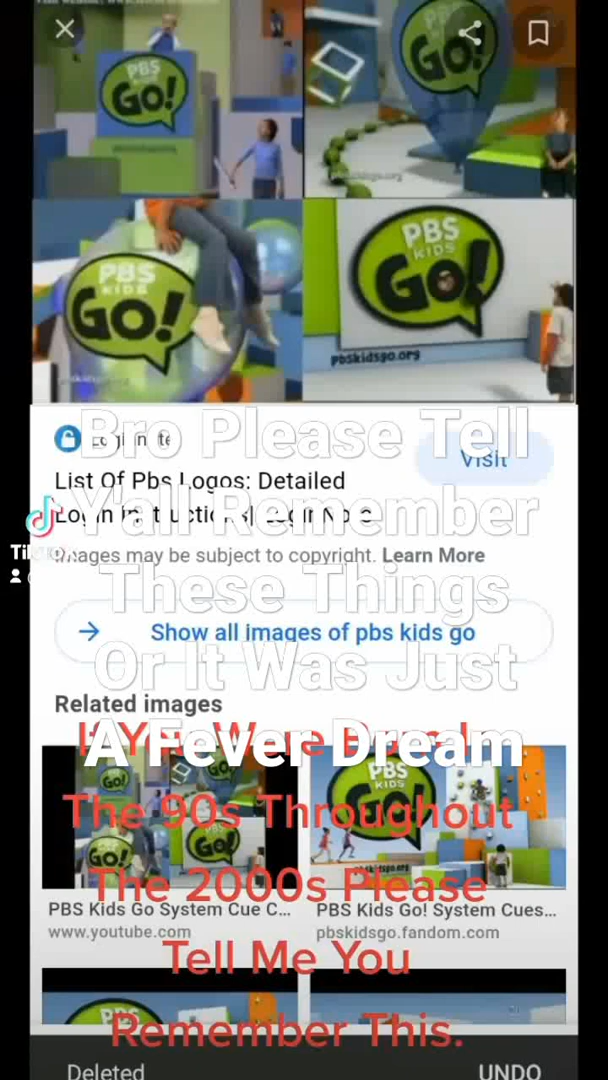 PBS
KIDS
GO!
GO!
PBS
KIDS
GO!
PBS
KIDS
GO!
pbskidsgo.org
Bro Please Tell
Y'all Remember
These Things
Or It Was Just
A Fever Dream
Visit
List Of Pbs Logos: Detailed
Images may be subject to copyright. Learn More
Show all images of pbs kids go
Related images
The 90s Throughout
The 2000s Please
Tell Me You
Remember This.
GO!
GO!
PBS
KIDS
GO!
PBS Kids Go System Cue C...
www.youtube.com
PBS Kids Go! System Cues...
pbskidsgo.fandom.com
Deleted
UNDO